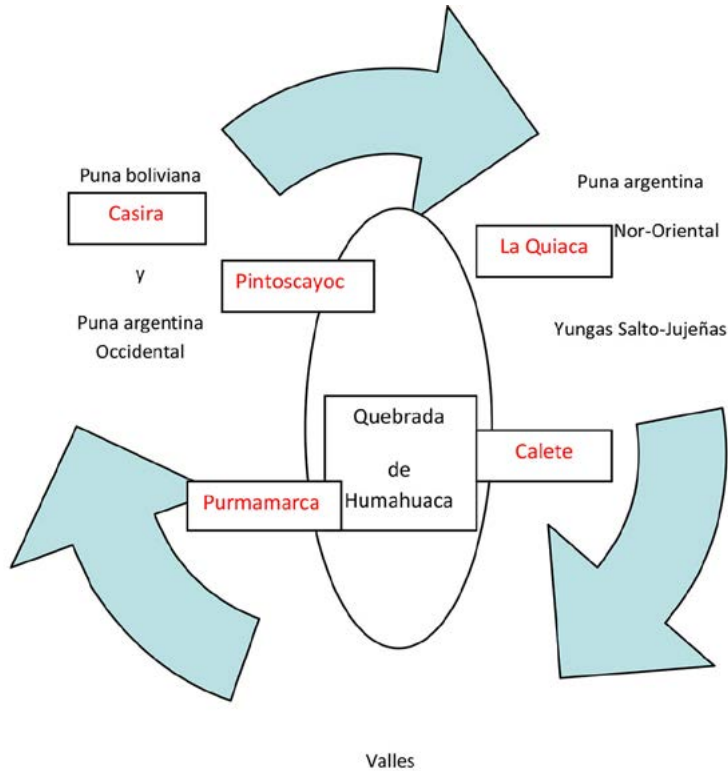 Puna boliviana
Casira
y
Puna argentina
Occidental
Pintoscayoc
Puna argentina
Nor-Oriental
La Quiaca
Yungas Salto-Jujeñas
Quebrada
de
Humahuaca
Calete
Purmamarca
Valles